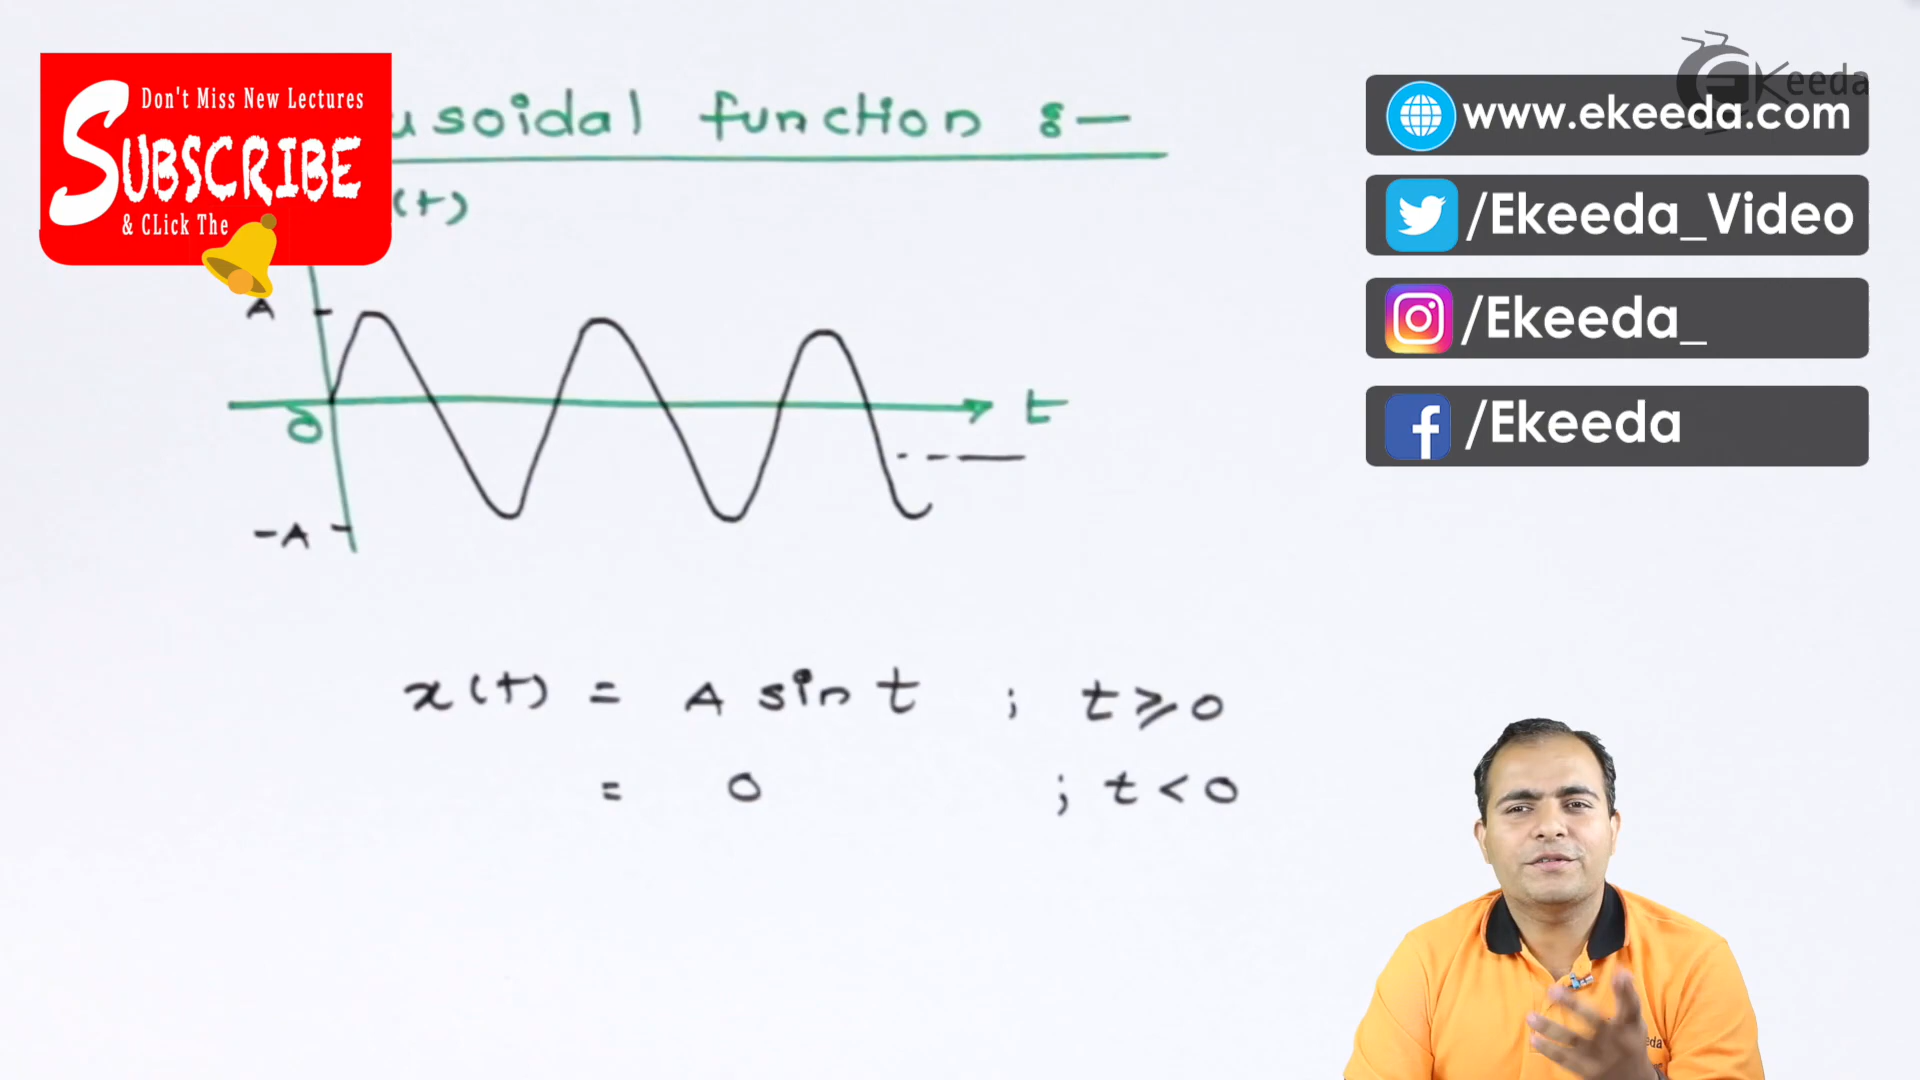 Don't Miss New Lectures
SUBSCRIBE
& CLick The
usoidal function :—
(t)
A
0
t
-A
x(t) = A sin t ; t ⩾ 0
= 0 ; t < 0
Ekeeda
www.ekeeda.com
/Ekeeda_Video
/Ekeeda_
/Ekeeda